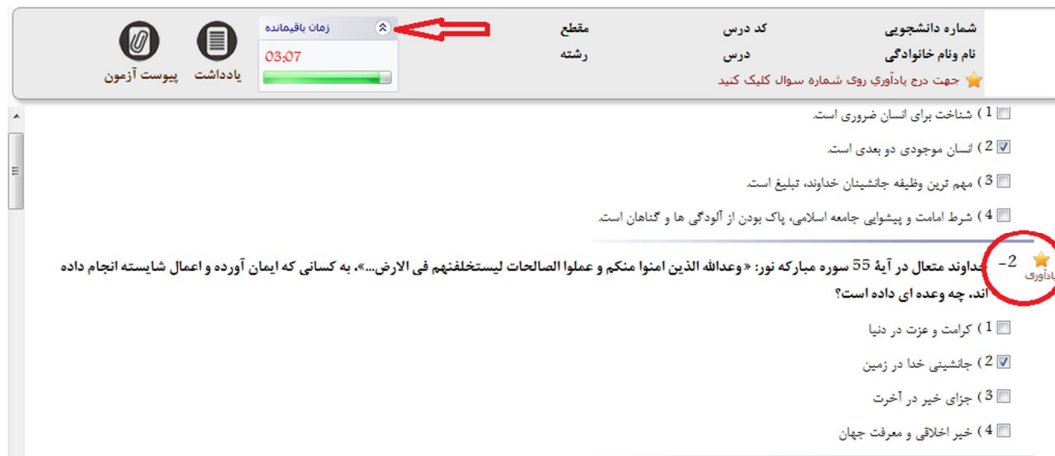 شماره دانشجویی کد درس مقطع زمان باقیمانده
نام ونام خانوادگی درس رشته 03:07
جهت درج یادآوري روی شماره سوال کلیک کنید یادداشت پیوست آزمون
1 ) شناخت برای انسان ضروری است.
2 ) انسان موجودی دو بعدی است.
3 ) مهم ترین وظیفه جانشینان خداوند، تبلیغ است.
4 ) شرط امامت و پیشوایی جامعه اسلامی، پاک بودن از آلودگی ها و گناهان است.
یادآوری 2- خداوند متعال در آیۀ 55 سوره مبارکه نور: «وعدالله الذین امنوا منکم و عملوا الصالحات لیستخلفنهم فی الارض...»، به کسانی که ایمان آورده و اعمال شایسته انجام داده
اند، چه وعده ای داده است؟
1 ) کرامت و عزت در دنیا
2 ) جانشینی خدا در زمین
3 ) جزای خیر در آخرت
4 ) خیر اخلاقی و معرفت جهان